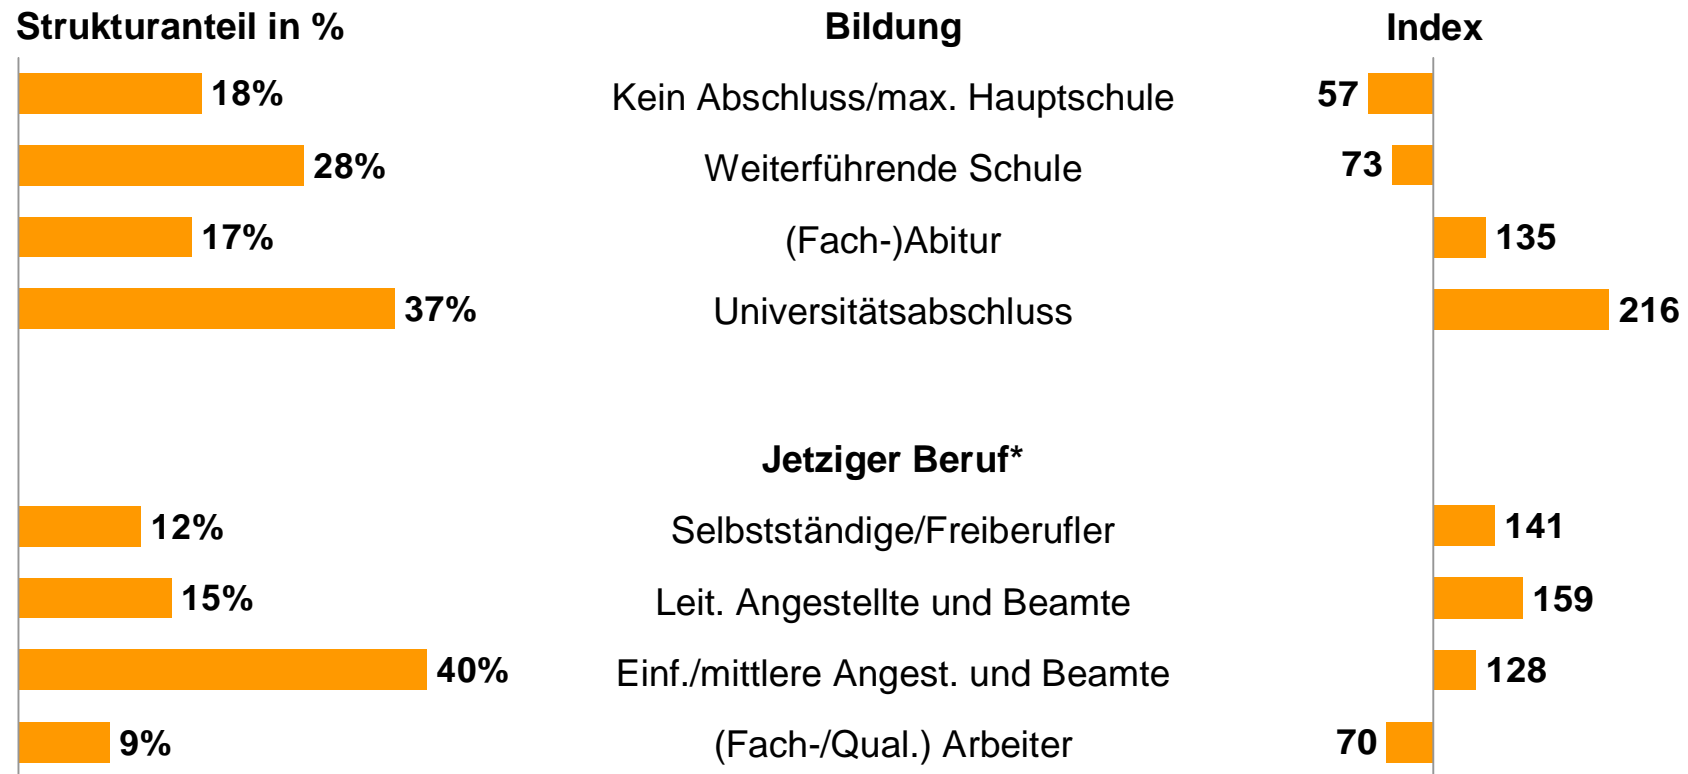 Strukturanteil in % Bildung Index
18% Kein Abschluss/max. Hauptschule 57
28% Weiterführende Schule 73
17% (Fach-)Abitur 135
37% Universitätsabschluss 216
Jetziger Beruf*
12% Selbstständige/Freiberufler 141
15% Leit. Angestellte und Beamte 159
40% Einf./mittlere Angest. und Beamte 128
9% (Fach-/Qual.) Arbeiter 70